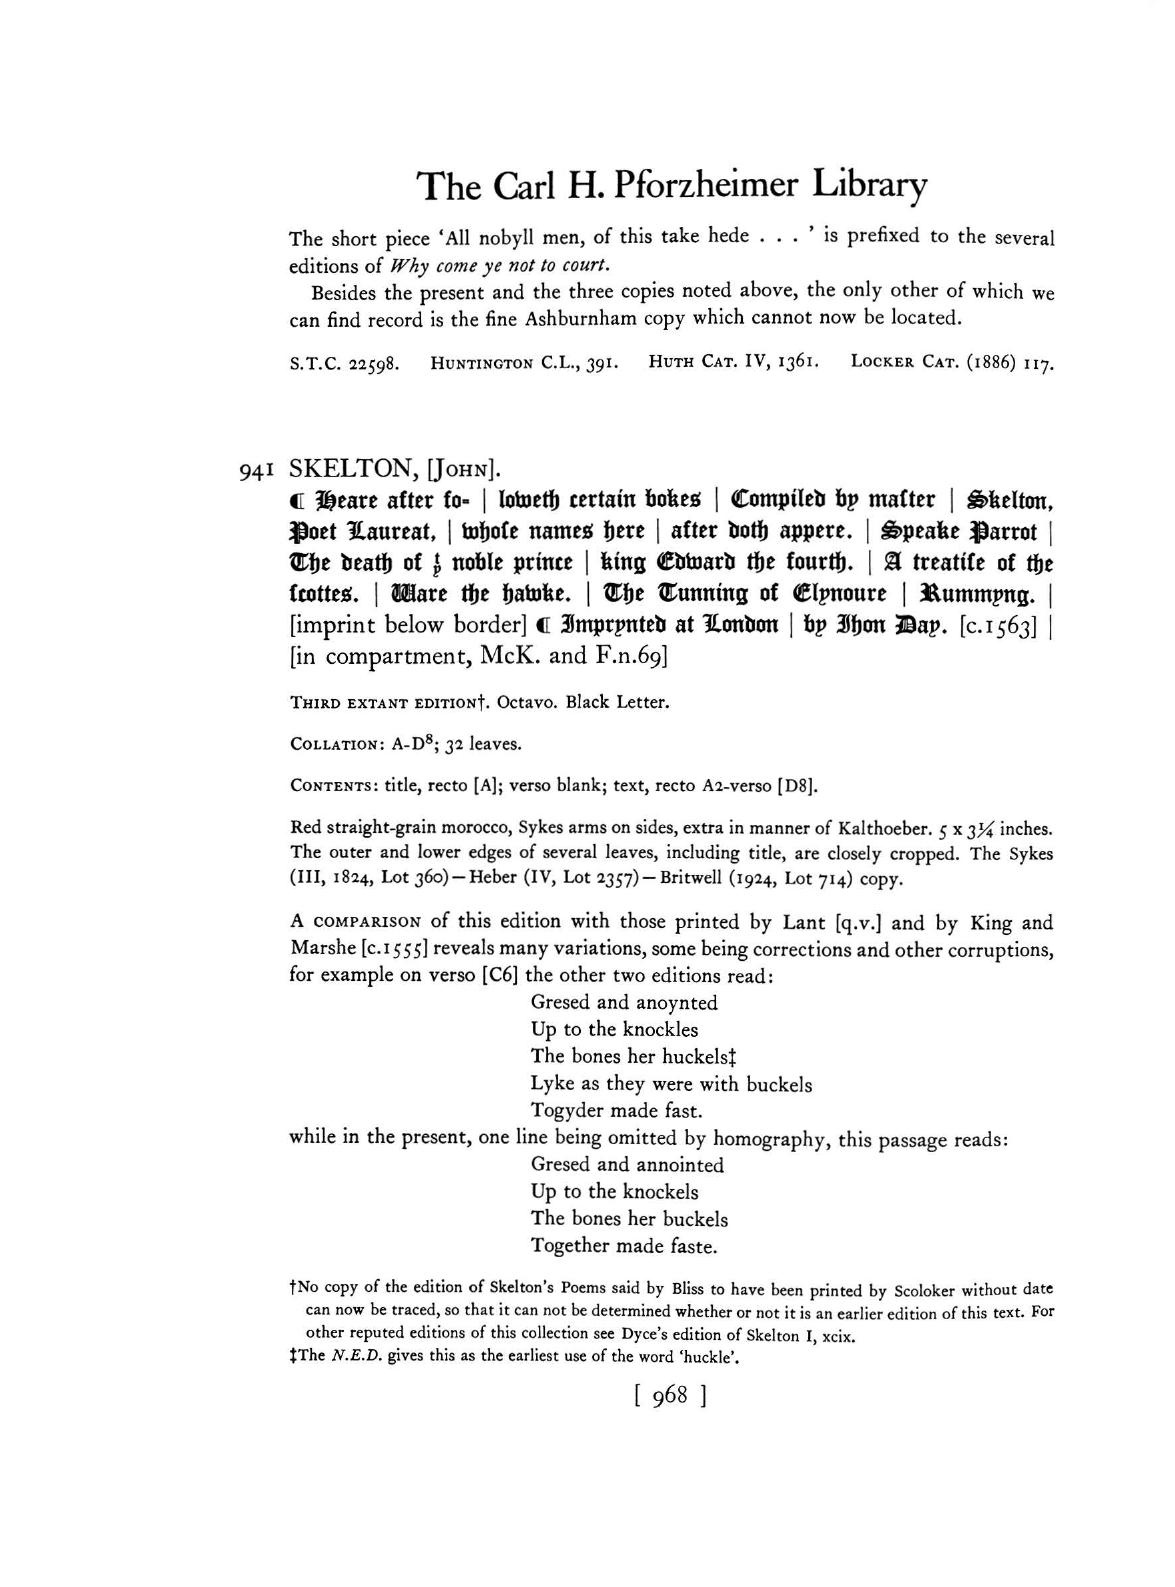 The Carl H. Pforzheimer Library
The short piece ‘All nobyll men, of this take hede . . . ’ is prefixed to the several
editions of Why come ye not to court.
Besides the present and the three copies noted above, the only other of which we
can find record is the fine Ashburnham copy which cannot now be located.
S.T.C. 22598. Huntington C.L., 391. Huth Cat. IV, 1361. Locker Cat. (1886) 117.
941 SKELTON, [John].
¶ Heare after fo- | loweth certain bokes | Compiled by maſter | Skelton,
Poet Laureat, | whoſe names here | after doth appere. | Speake Parrot |
The death of yͭ noble prince | king Edward the fourth. | A treatiſe of the
ſcottes. | Ware the hawke. | The Tunning of Elynoure | Rummyng. |
[imprint below border] ¶ Imprynted at London | by Ihon Day. [c.1563] |
[in compartment, McK. and F.n.69]
Third extant edition†. Octavo. Black Letter.
Collation: A-D⁸; 32 leaves.
Contents: title, recto [A]; verso blank; text, recto A2-verso [D8].
Red straight-grain morocco, Sykes arms on sides, extra in manner of Kalthoeber. 5 x 3¼ inches.
The outer and lower edges of several leaves, including title, are closely cropped. The Sykes
(III, 1824, Lot 360)—Heber (IV, Lot 2357)—Britwell (1924, Lot 714) copy.
A comparison of this edition with those printed by Lant [q.v.] and by King and
Marshe [c.1555] reveals many variations, some being corrections and other corruptions,
for example on verso [C6] the other two editions read:
Gresed and anoynted
Up to the knockles
The bones her huckels‡
Lyke as they were with buckels
Togyder made fast.
while in the present, one line being omitted by homography, this passage reads:
Gresed and annointed
Up to the knockels
The bones her buckels
Together made faste.
†No copy of the edition of Skelton's Poems said by Bliss to have been printed by Scoloker without date
can now be traced, so that it can not be determined whether or not it is an earlier edition of this text. For
other reputed editions of this collection see Dyce's edition of Skelton I, xcix.
‡The N.E.D. gives this as the earliest use of the word ‘huckle’.
[ 968 ]